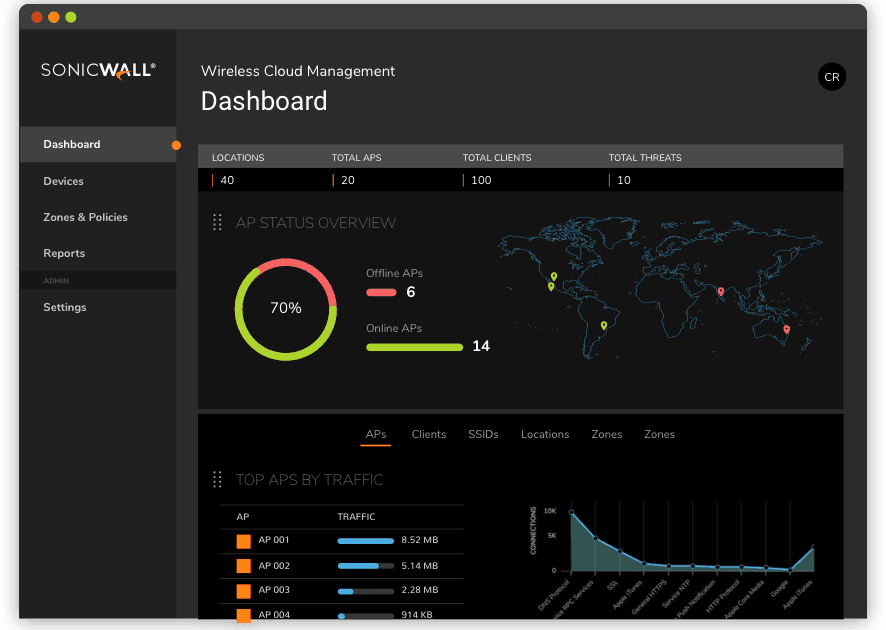 SONICWALL®
Wireless Cloud Management
Dashboard
CR
Dashboard
Devices
Zones & Policies
Reports
ADMIN
Settings
LOCATIONS TOTAL APS TOTAL CLIENTS TOTAL THREATS
40 20 100 10
AP STATUS OVERVIEW
70%
Offline APs
6
Online APs
14
APs Clients SSIDs Locations Zones Zones
TOP APS BY TRAFFIC
AP TRAFFIC
AP 001 8.52 MB
AP 002 5.14 MB
AP 003 2.28 MB
AP 004 914 KB
CONNECTIONS
10K
5K
0
DNS Protocol
vice RPC Services
SSL
Apple iTunes
General HTTPS
Service NTP
Push Notification
HTTP Protocol
Apple Core Media
Google
Apple iTunes